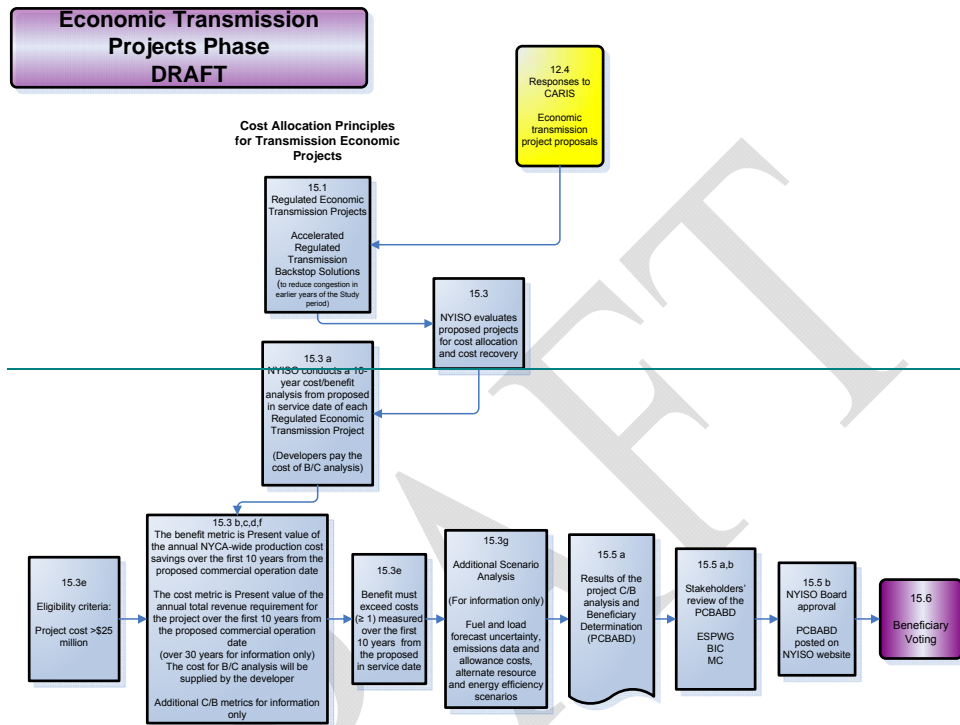 Economic Transmission
Projects Phase
DRAFT
12.4
Responses to
CARIS
Economic
transmission
project proposals
Cost Allocation Principles
for Transmission Economic
Projects
15.1
Regulated Economic
Transmission Projects
Accelerated
Regulated
Transmission
Backstop Solutions
(to reduce congestion in
earlier years of the Study
period)
15.3
NYISO evaluates
proposed projects
for cost allocation
and cost recovery
15.3 a
NYISO conducts a 10-
year cost/benefit
analysis from proposed
in service date of each
Regulated Economic
Transmission Project
(Developers pay the
cost of B/C analysis)
15.3e
Eligibility criteria:
Project cost >$25
million
15.3 b,c,d,f
The benefit metric is Present value of
the annual NYCA-wide production cost
savings over the first 10 years from the
proposed commercial operation date
The cost metric is Present value of the
annual total revenue requirement for
the project over the first 10 years from
the proposed commercial operation
date
(over 30 years for information only)
The cost for B/C analysis will be
supplied by the developer
Additional C/B metrics for information
only
15.3e
Benefit must
exceed costs
(≥ 1) measured
over the first
10 years from
the proposed
in service date
15.3g
Additional Scenario
Analysis
(For information only)
Fuel and load
forecast uncertainty,
emissions data and
allowance costs,
alternate resource
and energy efficiency
scenarios
15.5 a
Results of the
project C/B
analysis and
Beneficiary
Determination
(PCBABD)
15.5 a,b
Stakeholders'
review of the
PCBABD
ESPWG
BIC
MC
15.5 b
NYISO Board
approval
PCBABD
posted on
NYISO website
15.6
Beneficiary
Voting
DRAFT